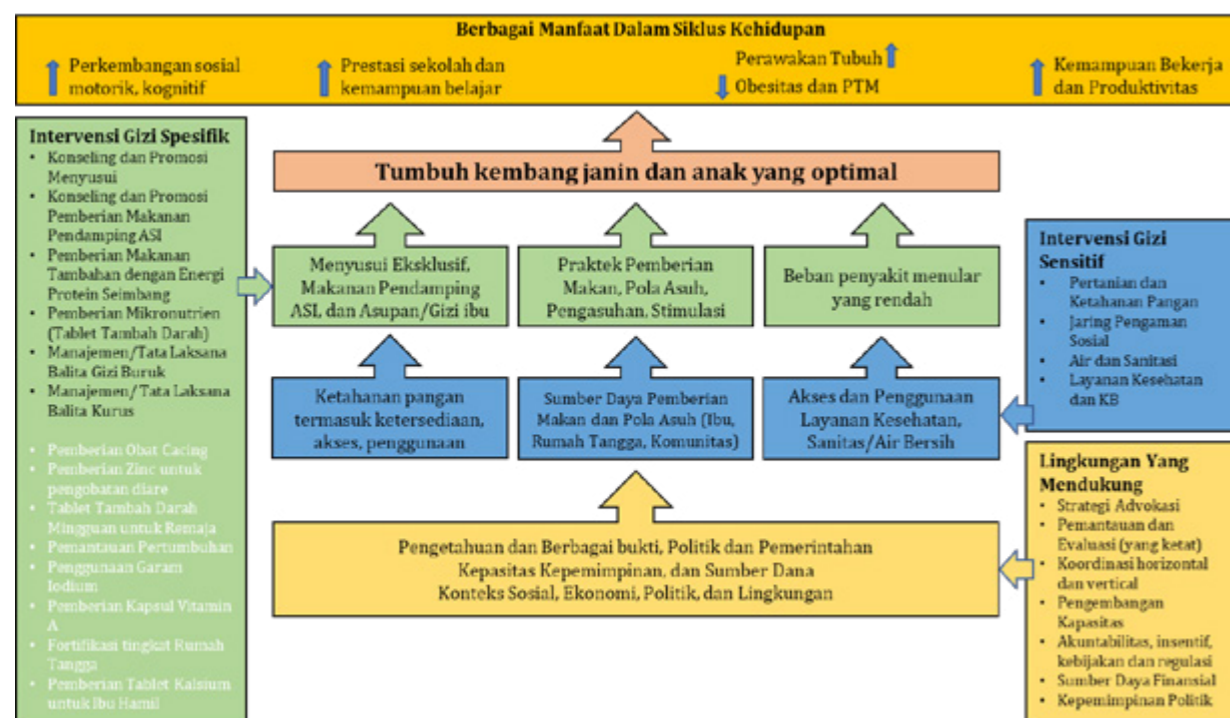 Berbagai Manfaat Dalam Siklus Kehidupan
Perkembangan sosial
motorik, kognitif
Prestasi sekolah dan
kemampuan belajar
Perawakan Tubuh
Obesitas dan PTM
Kemampuan Bekerja
dan Produktivitas
Intervensi Gizi Spesifik
• Konseling dan Promosi
Menyusui
• Konseling dan Promosi
Pemberian Makanan
Pendamping ASI
• Pemberian Makanan
Tambahan dengan Energi
Protein Seimbang
• Pemberian Mikronutrien
(Tablet Tambah Darah)
• Manajemen/Tata Laksana
Balita Gizi Buruk
• Manajemen/ Tata Laksana
Balita Kurus
• Pemberian Obat Cacing
• Pemberian Zinc untuk
pengobatan diare
• Tablet Tambah Darah
Mingguan untuk Remaja
• Pemantauan Pertumbuhan
• Penggunaan Garam
Iodium
• Pemberian Kapsul Vitamin
A
• Fortifikasi tingkat Rumah
Tangga
• Pemberian Tablet Kalsium
untuk Ibu Hamil
Tumbuh kembang janin dan anak yang optimal
Menyusui Eksklusif,
Makanan Pendamping
ASI, dan Asupan/Gizi ibu
Praktek Pemberian
Makan, Pola Asuh,
Pengasuhan, Stimulasi
Beban penyakit menular
yang rendah
Ketahanan pangan
termasuk ketersediaan,
akses, penggunaan
Sumber Daya Pemberian
Makan dan Pola Asuh (Ibu,
Rumah Tangga, Komunitas)
Akses dan Penggunaan
Layanan Kesehatan,
Sanitas/Air Bersih
Pengetahuan dan Berbagai bukti, Politik dan Pemerintahan
Kepasitas Kepemimpinan, dan Sumber Dana
Konteks Sosial, Ekonomi, Politik, dan Lingkungan
Intervensi Gizi
Sensitif
• Pertanian dan
Ketahanan Pangan
• Jaring Pengaman
Sosial
• Air dan Sanitasi
• Layanan Kesehatan
dan KB
Lingkungan Yang
Mendukung
• Strategi Advokasi
• Pemantauan dan
Evaluasi (yang ketat)
• Koordinasi horizontal
dan vertical
• Pengembangan
Kapasitas
• Akuntabilitas, insentif,
kebijakan dan regulasi
• Sumber Daya Finansial
• Kepemimpinan Politik